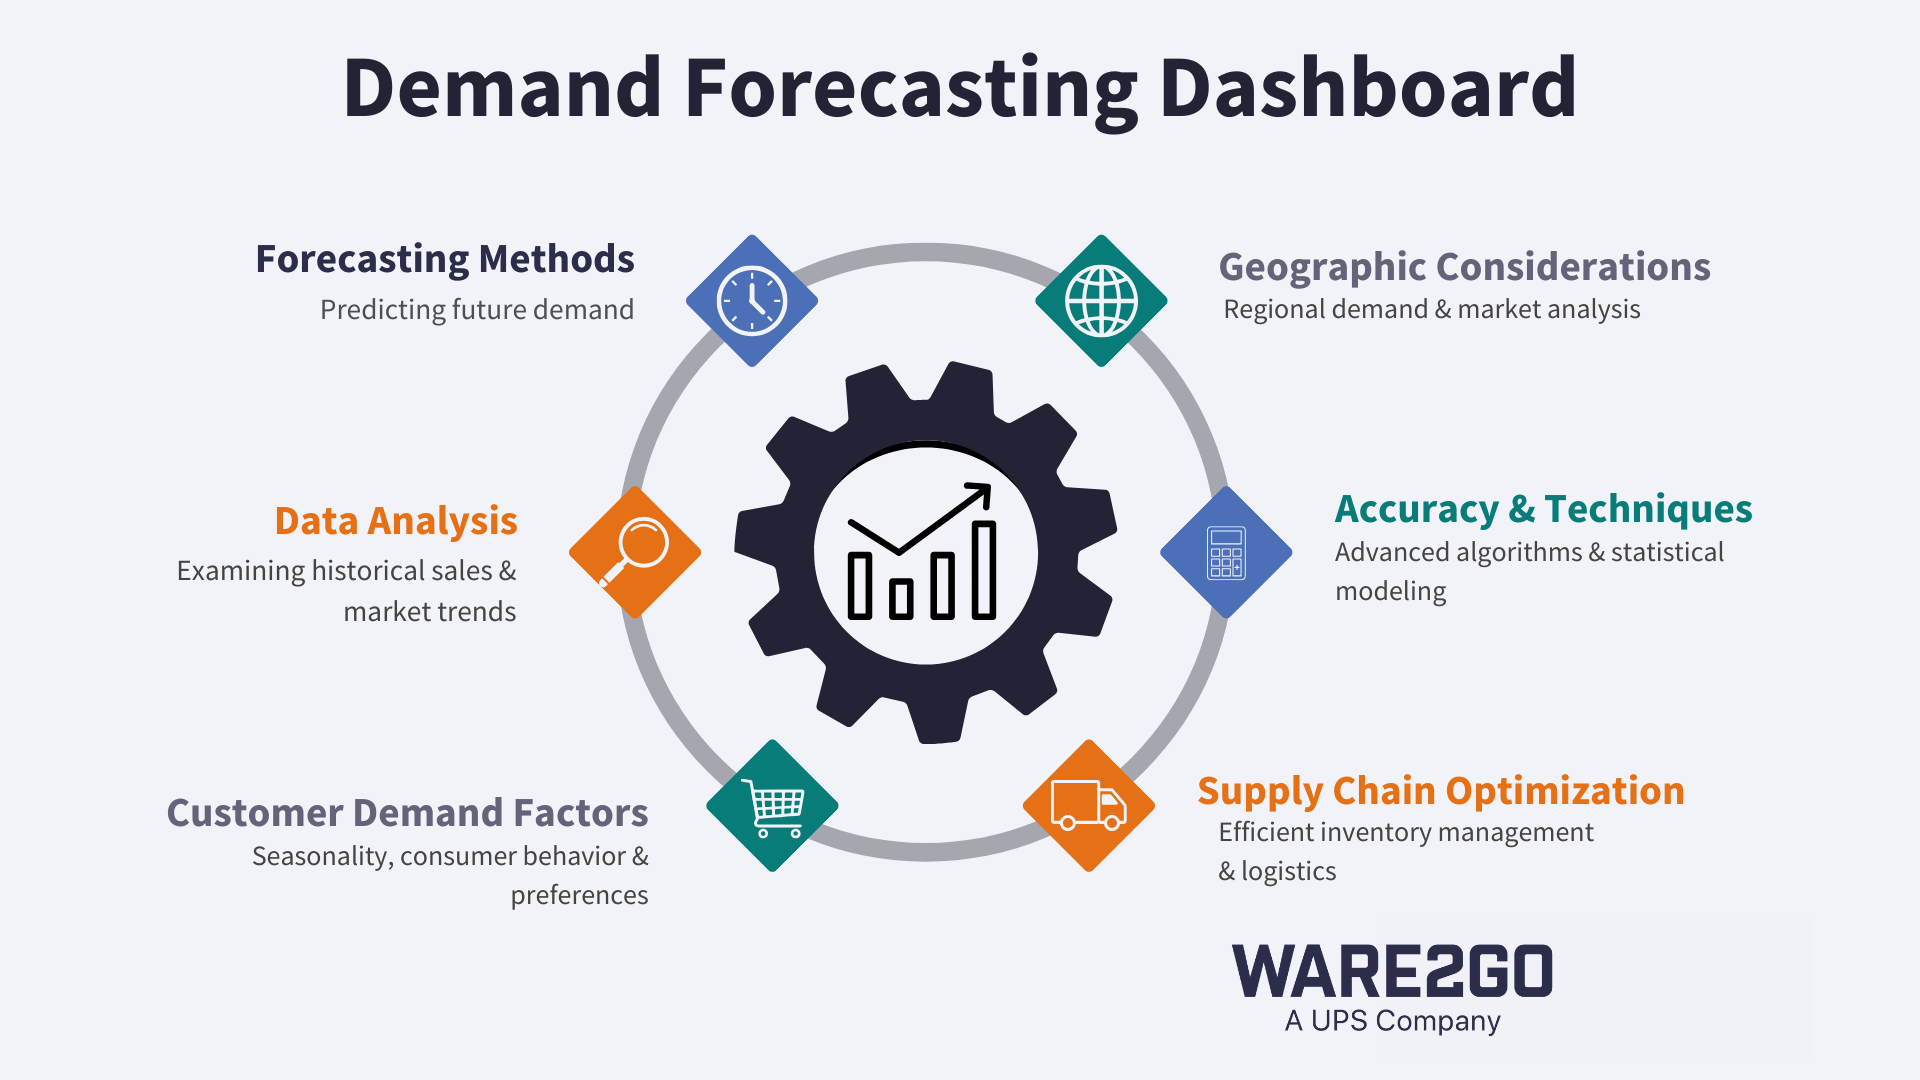 Demand Forecasting Dashboard
Forecasting Methods
Predicting future demand
Geographic Considerations
Regional demand & market analysis
Data Analysis
Examining historical sales &
market trends
Accuracy & Techniques
Advanced algorithms & statistical
modeling
Customer Demand Factors
Seasonality, consumer behavior &
preferences
Supply Chain Optimization
Efficient inventory management
& logistics
WARE2GO
A UPS Company